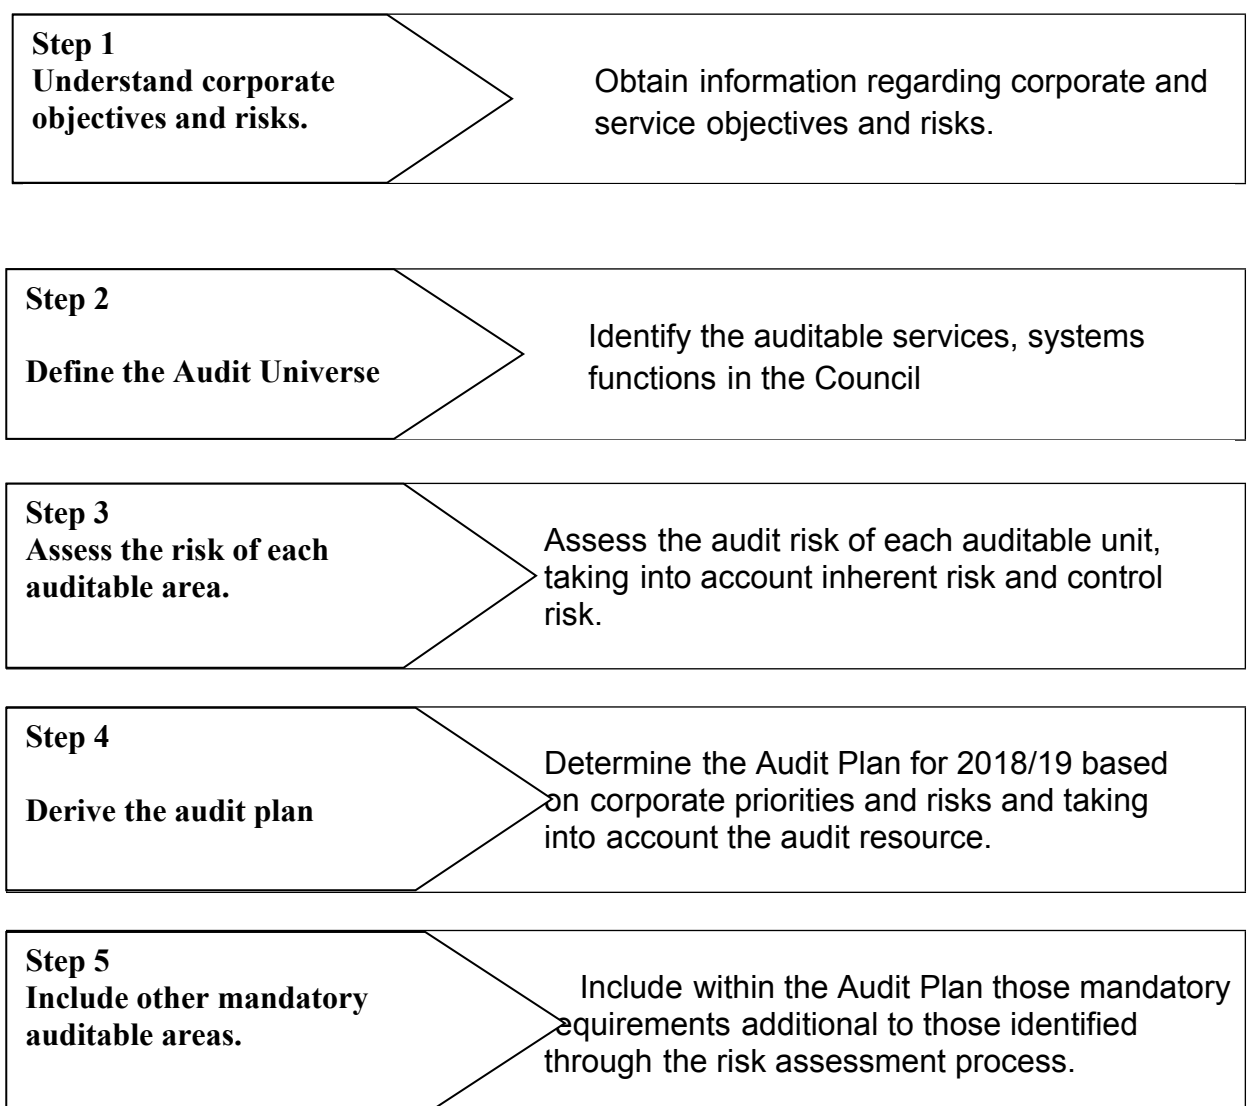 Step 1
Understand corporate
objectives and risks.
Obtain information regarding corporate and
service objectives and risks.
Step 2
Define the Audit Universe
Identify the auditable services, systems
functions in the Council
Step 3
Assess the risk of each
auditable area.
Assess the audit risk of each auditable unit,
taking into account inherent risk and control
risk.
Step 4
Derive the audit plan
Determine the Audit Plan for 2018/19 based
on corporate priorities and risks and taking
into account the audit resource.
Step 5
Include other mandatory
auditable areas.
Include within the Audit Plan those mandatory
equirements additional to those identified
through the risk assessment process.